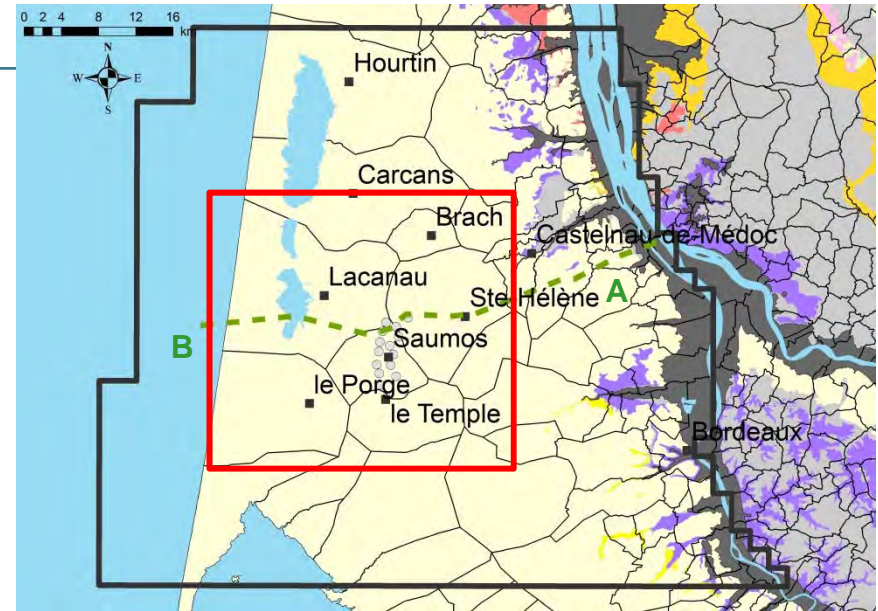 0 2 4 8 12 16
km
N
W E
S
Hourtin
Carcans
Brach
Castelnau-de-Médoc
Lacanau
Ste-Hélène
A
B
Saumos
le Porge
le Temple
Bordeaux